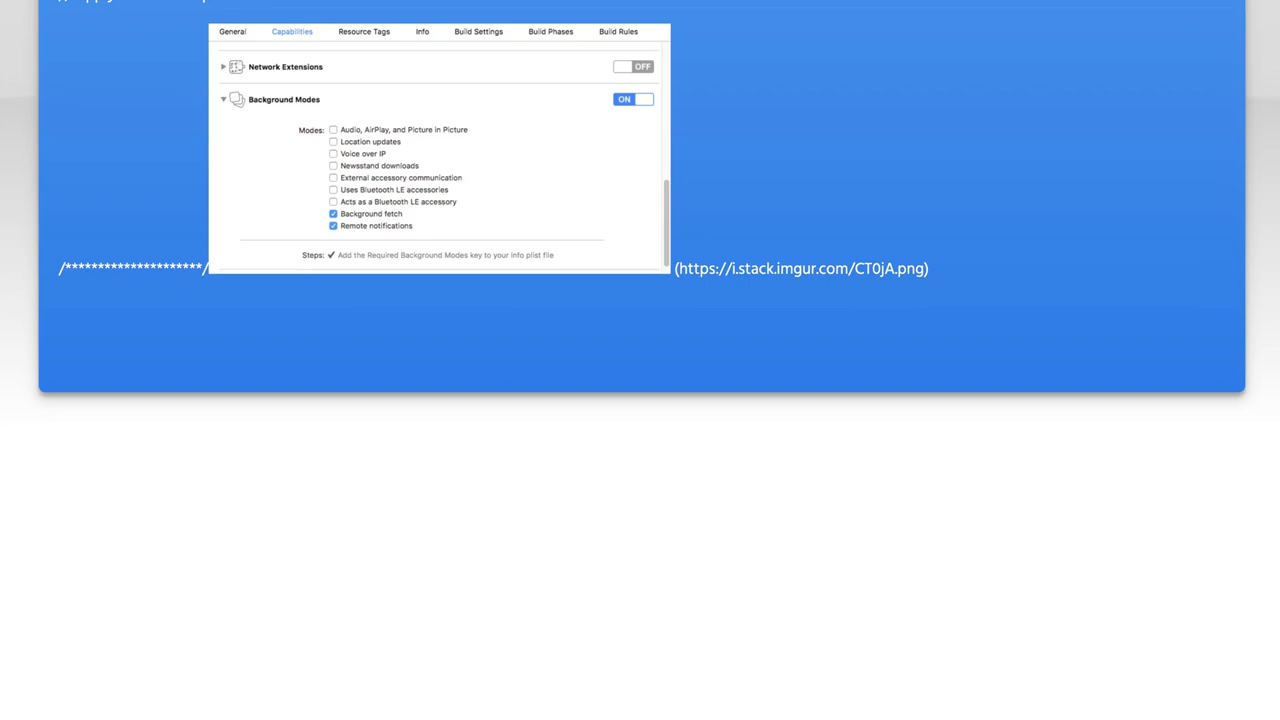 General Capabilities Resource Tags Info Build Settings Build Phases Build Rules
Network Extensions OFF
Background Modes ON
Modes: Audio, AirPlay, and Picture in Picture
Location updates
Voice over IP
Newsstand downloads
External accessory communication
Uses Bluetooth LE accessories
Acts as a Bluetooth LE accessory
Background fetch
Remote notifications
Steps: ✓ Add the Required Background Modes key to your info plist file
/*********************/ (https://i.stack.imgur.com/CT0jA.png)